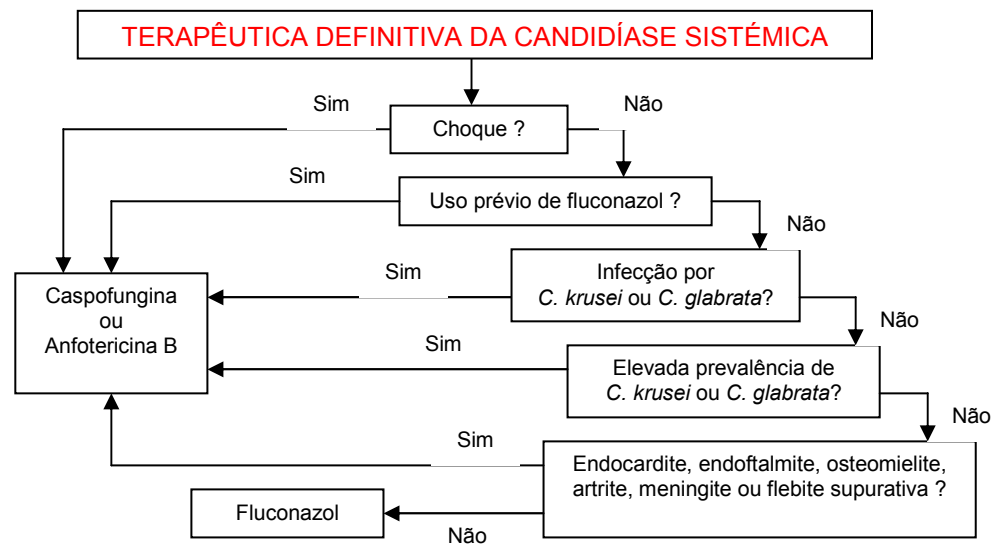 TERAPÊUTICA DEFINITIVA DA CANDIDÍASE SISTÉMICA
Sim
Não
Choque ?
Sim
Uso prévio de fluconazol ?
Não
Sim
Infecção por
C. krusei ou C. glabrata?
Caspofungina
ou
Anfotericina B
Não
Sim
Elevada prevalência de
C. krusei ou C. glabrata?
Não
Sim
Endocardite, endoftalmite, osteomielite,
artrite, meningite ou flebite supurativa ?
Fluconazol
Não